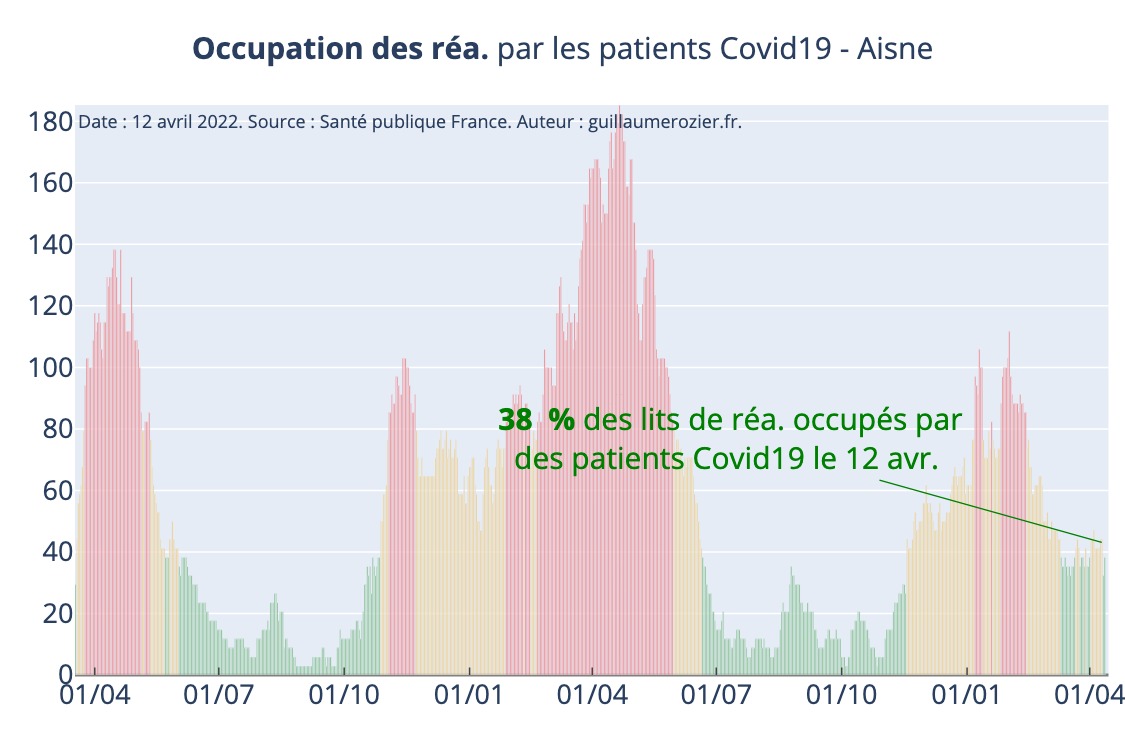 Occupation des réa. par les patients Covid19 - Aisne
180
Date : 12 avril 2022. Source : Santé publique France. Auteur : guillaumerozier.fr.
160
140
120
100
80
38 % des lits de réa. occupés par
des patients Covid19 le 12 avr.
60
40
20
0
01/04 01/07 01/10 01/01 01/04 01/07 01/10 01/01 01/04